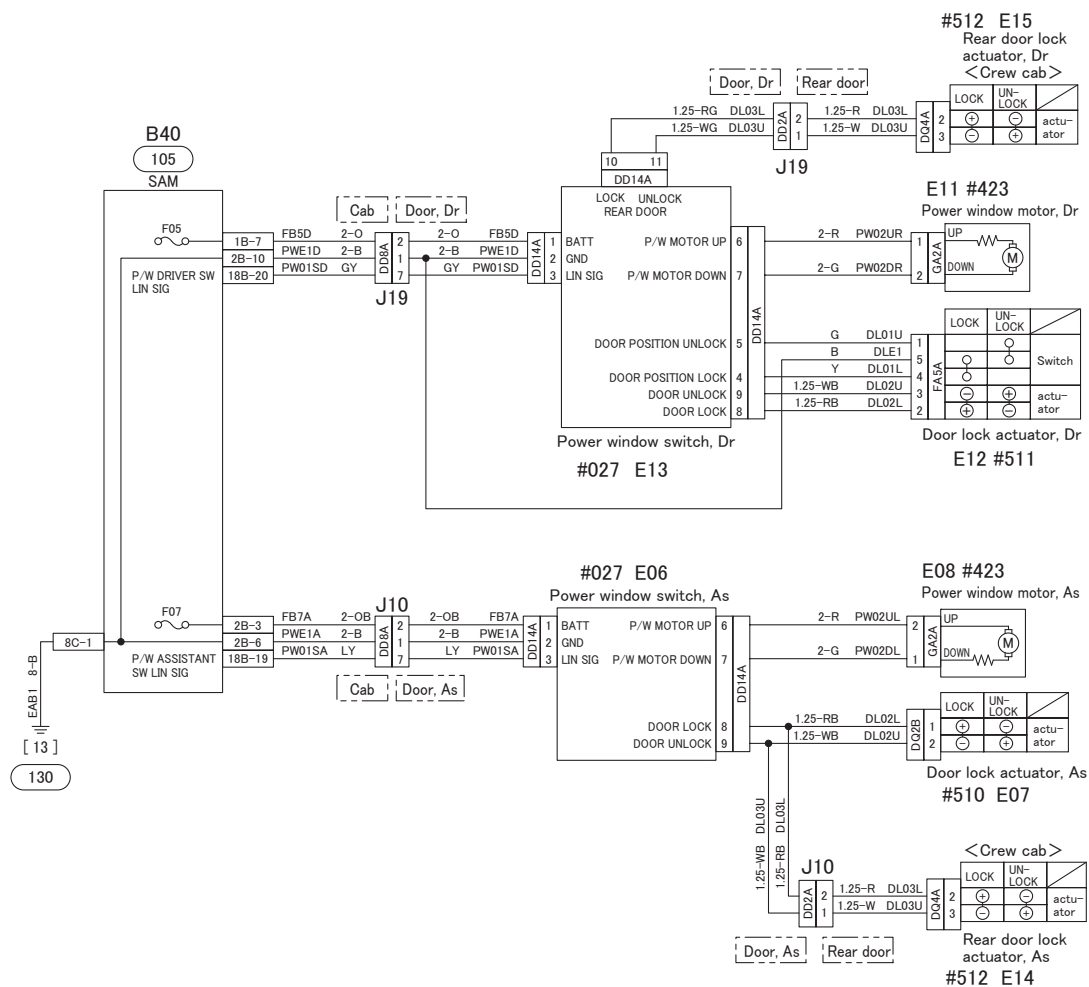 #512 E15
Rear door lock
actuator, Dr
<Crew cab>
Door, Dr
Rear door
LOCK
UN-
LOCK
1.25-RG DL03L
1.25-WG DL03U
DD2A
2
1
1.25-R DL03L
1.25-W DL03U
DQ4A
2
3
⊕ ⊖
⊖ ⊕
actu-
ator
J19
B40
105
SAM
10 11
DD14A
LOCK UNLOCK
REAR DOOR
E11 #423
Power window motor, Dr
Cab
Door, Dr
F05
1B-7
2B-10
18B-20
FB5D 2-O
PWE1D 2-B
PW01SD GY
DD8A
2
1
7
2-O FB5D
2-B PWE1D
GY PW01SD
DD14A
1 BATT
2 GND
3 LIN SIG
P/W MOTOR UP 6
P/W MOTOR DOWN 7
2-R PW02UR
2-G PW02DR
1
2
GA2A
UP
DOWN
M
P/W DRIVER SW
LIN SIG
J19
DD14A
LOCK
UN-
LOCK
DOOR POSITION UNLOCK 5
G DL01U
1
B DLE1
5
Switch
DOOR POSITION LOCK 4
Y DL01L
4
FA5A
DOOR UNLOCK 9
1.25-WB DL02U
3
⊖ ⊕
DOOR LOCK 8
1.25-RB DL02L
2
⊕ ⊖
actu-
ator
Power window switch, Dr
#027 E13
Door lock actuator, Dr
E12 #511
#027 E06
Power window switch, As
E08 #423
Power window motor, As
F07
2B-3
2B-6
18B-19
FB7A 2-OB
PWE1A 2-B
PW01SA LY
J10
DD8A
2
1
7
2-OB FB7A
2-B PWE1A
LY PW01SA
DD14A
1 BATT
2 GND
3 LIN SIG
P/W MOTOR UP 6
P/W MOTOR DOWN 7
2-R PW02UL
2-G PW02DL
2
1
GA2A
UP
DOWN
M
8C-1
P/W ASSISTANT
SW LIN SIG
Cab
Door, As
DD14A
EAB1 8-B
[ 13 ]
130
DOOR LOCK 8
DOOR UNLOCK 9
1.25-RB DL02L
1.25-WB DL02U
DQ2B
1
2
LOCK
UN-
LOCK
⊕ ⊖
⊖ ⊕
actu-
ator
Door lock actuator, As
#510 E07
1.25-WB DL03U
1.25-RB DL03L
J10
DD2A
2
1
1.25-R DL03L
1.25-W DL03U
DQ4A
2
3
<Crew cab>
LOCK
UN-
LOCK
⊕ ⊖
⊖ ⊕
actu-
ator
Door, As
Rear door
Rear door lock
actuator, As
#512 E14